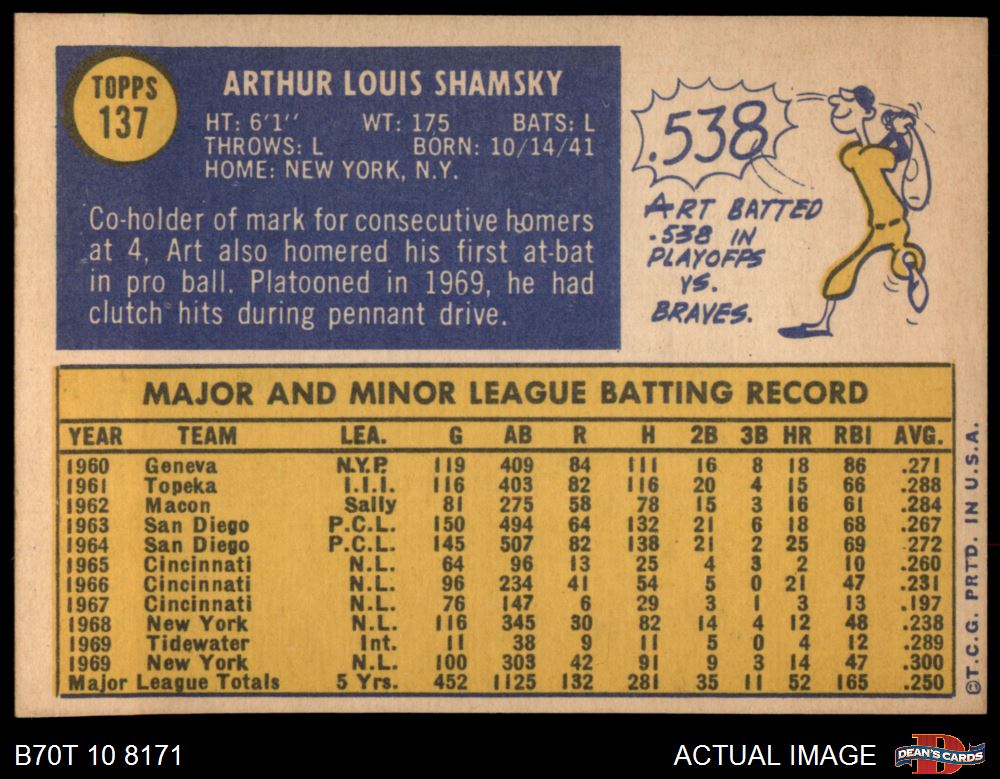 TOPPS
137
ARTHUR LOUIS SHAMSKY
HT: 6'1'' WT: 175 BATS: L
THROWS: L BORN: 10/14/41
HOME: NEW YORK, N.Y.
Co-holder of mark for consecutive homers
at 4, Art also homered his first at-bat
in pro ball. Platooned in 1969, he had
clutch hits during pennant drive.
.538
ART BATTED
.538 IN
PLAYOFFS
VS.
BRAVES.
MAJOR AND MINOR LEAGUE BATTING RECORD
YEAR TEAM LEA. G AB R H 2B 3B HR RBI AVG.
1960 Geneva N.Y.P. 119 409 84 111 16 8 18 86 .271
1961 Topeka I.I.I. 116 403 82 116 20 4 15 66 .288
1962 Macon Sally 81 275 58 78 15 3 16 61 .284
1963 San Diego P.C.L. 150 494 64 132 21 6 18 68 .267
1964 San Diego P.C.L. 145 507 82 138 21 2 25 69 .272
1965 Cincinnati N.L. 64 96 13 25 4 3 2 10 .260
1966 Cincinnati N.L. 96 234 41 54 5 0 21 47 .231
1967 Cincinnati N.L. 76 147 6 29 3 1 3 13 .197
1968 New York N.L. 116 345 30 82 14 4 12 48 .238
1969 Tidewater Int. 11 38 9 11 5 0 4 12 .289
1969 New York N.L. 100 303 42 91 9 3 14 47 .300
Major League Totals 5 Yrs. 452 1125 132 281 35 11 52 165 .250
©T.C.G. PRT'D. IN U.S.A.
B70T 10 8171
ACTUAL IMAGE
DEAN'S CARDS